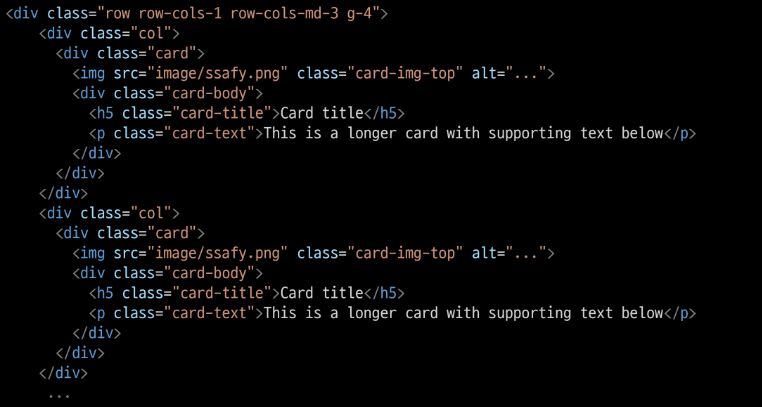 <div class="row row-cols-1 row-cols-md-3 g-4">
<div class="col">
<div class="card">
<img src="image/ssafy.png" class="card-img-top" alt="...">
<div class="card-body">
<h5 class="card-title">Card title</h5>
<p class="card-text">This is a longer card with supporting text below</p>
</div>
</div>
</div>
<div class="col">
<div class="card">
<img src="image/ssafy.png" class="card-img-top" alt="...">
<div class="card-body">
<h5 class="card-title">Card title</h5>
<p class="card-text">This is a longer card with supporting text below</p>
</div>
</div>
</div>
...